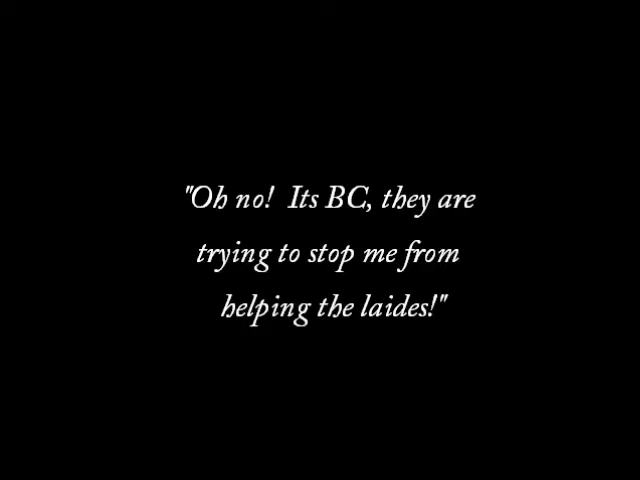 "Oh no!  Its BC, they are
trying to stop me from
helping the laides!"